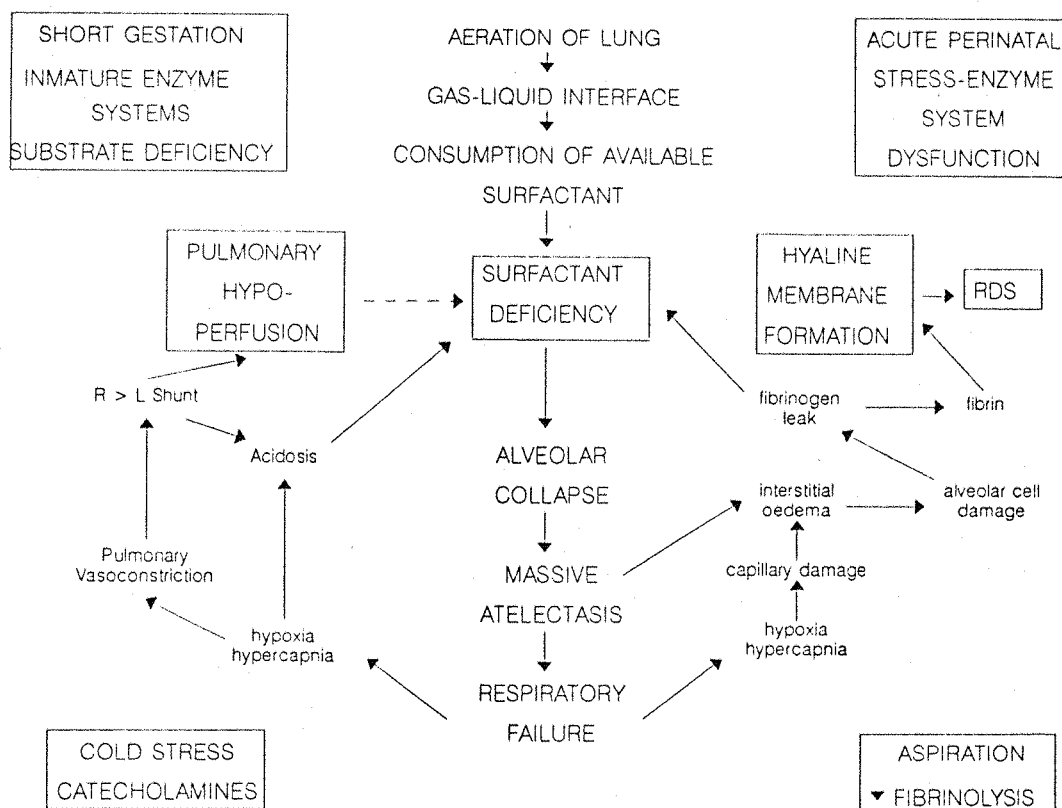 SHORT GESTATION
INMATURE ENZYME
SYSTEMS
SUBSTRATE DEFICIENCY
AERATION OF LUNG
GAS-LIQUID INTERFACE
CONSUMPTION OF AVAILABLE
SURFACTANT
ACUTE PERINATAL
STRESS-ENZYME
SYSTEM
DYSFUNCTION
PULMONARY
HYPO-
PERFUSION
SURFACTANT
DEFICIENCY
HYALINE
MEMBRANE
FORMATION
RDS
R > L Shunt
Acidosis
fibrinogen
leak
fibrin
ALVEOLAR
COLLAPSE
interstitial
oedema
alveolar cell
damage
Pulmonary
Vasoconstriction
MASSIVE
ATELECTASIS
capillary damage
hypoxia
hypercapnia
hypoxia
hypercapnia
RESPIRATORY
FAILURE
COLD STRESS
CATECHOLAMINES
ASPIRATION
▼ FIBRINOLYSIS